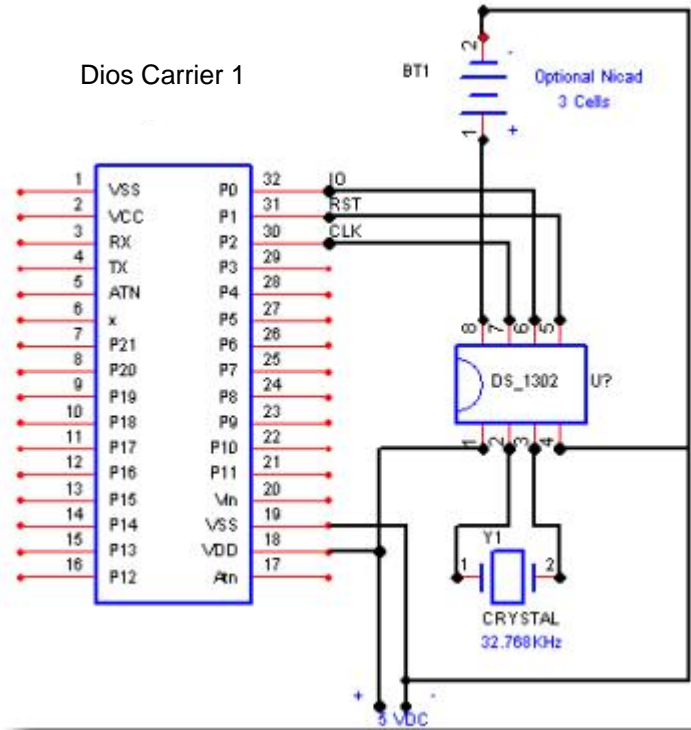 Dios Carrier 1
BT1
2
-
Optional Nicad
3 Cells
1
+
1 VSS P0 32 IO
2 VCC P1 31 RST
3 RX P2 30 CLK
4 TX P3 29
5 ATN P4 28
6 x P5 27
7 P21 P6 26
8 P20 P7 25
9 P19 P8 24
10 P18 P9 23
11 P17 P10 22
12 P16 P11 21
13 P15 Vin 20
14 P14 VSS 19
15 P13 VDD 18
16 P12 Atn 17
8 7 6 5
DS_1302 U?
1 2 3 4
Y1
1 2
CRYSTAL
32.768KHz
+ -
5 VDC